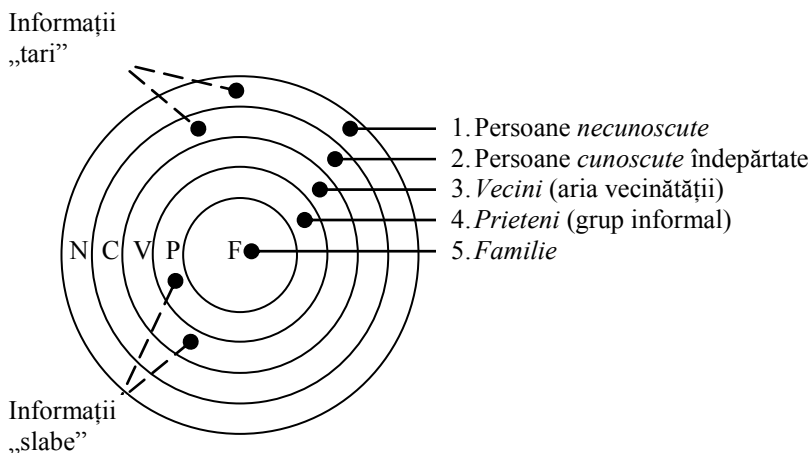 Informații
„tari”
1. Persoane necunoscute
2. Persoane cunoscute îndepărtate
3. Vecini (aria vecinătății)
4. Prieteni (grup informal)
5. Familie
N C V P F
Informații
„slabe”